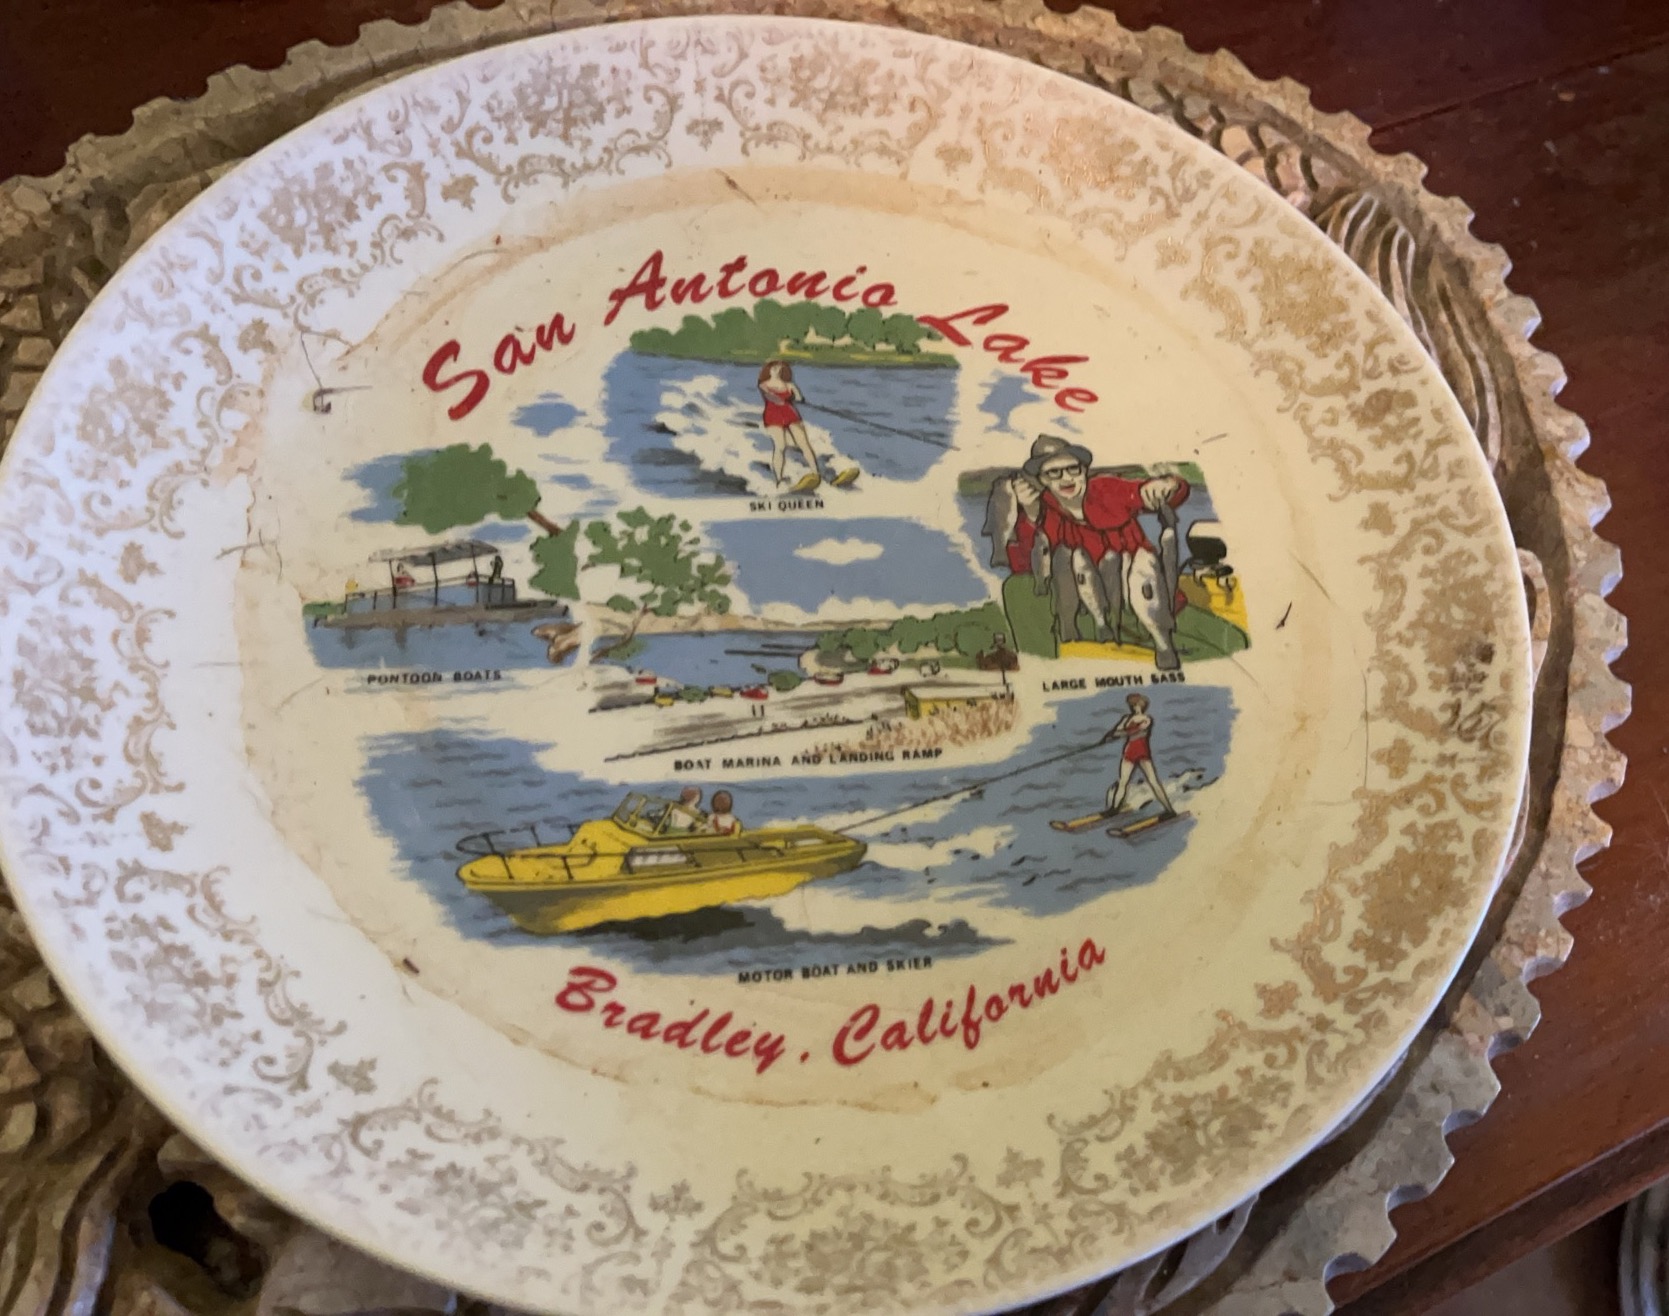 San Antonio Lake
SKI QUEEN
PONTOON BOATS
LARGE MOUTH BASS
BOAT MARINA AND LANDING RAMP
MOTOR BOAT AND SKIER
Bradley, California